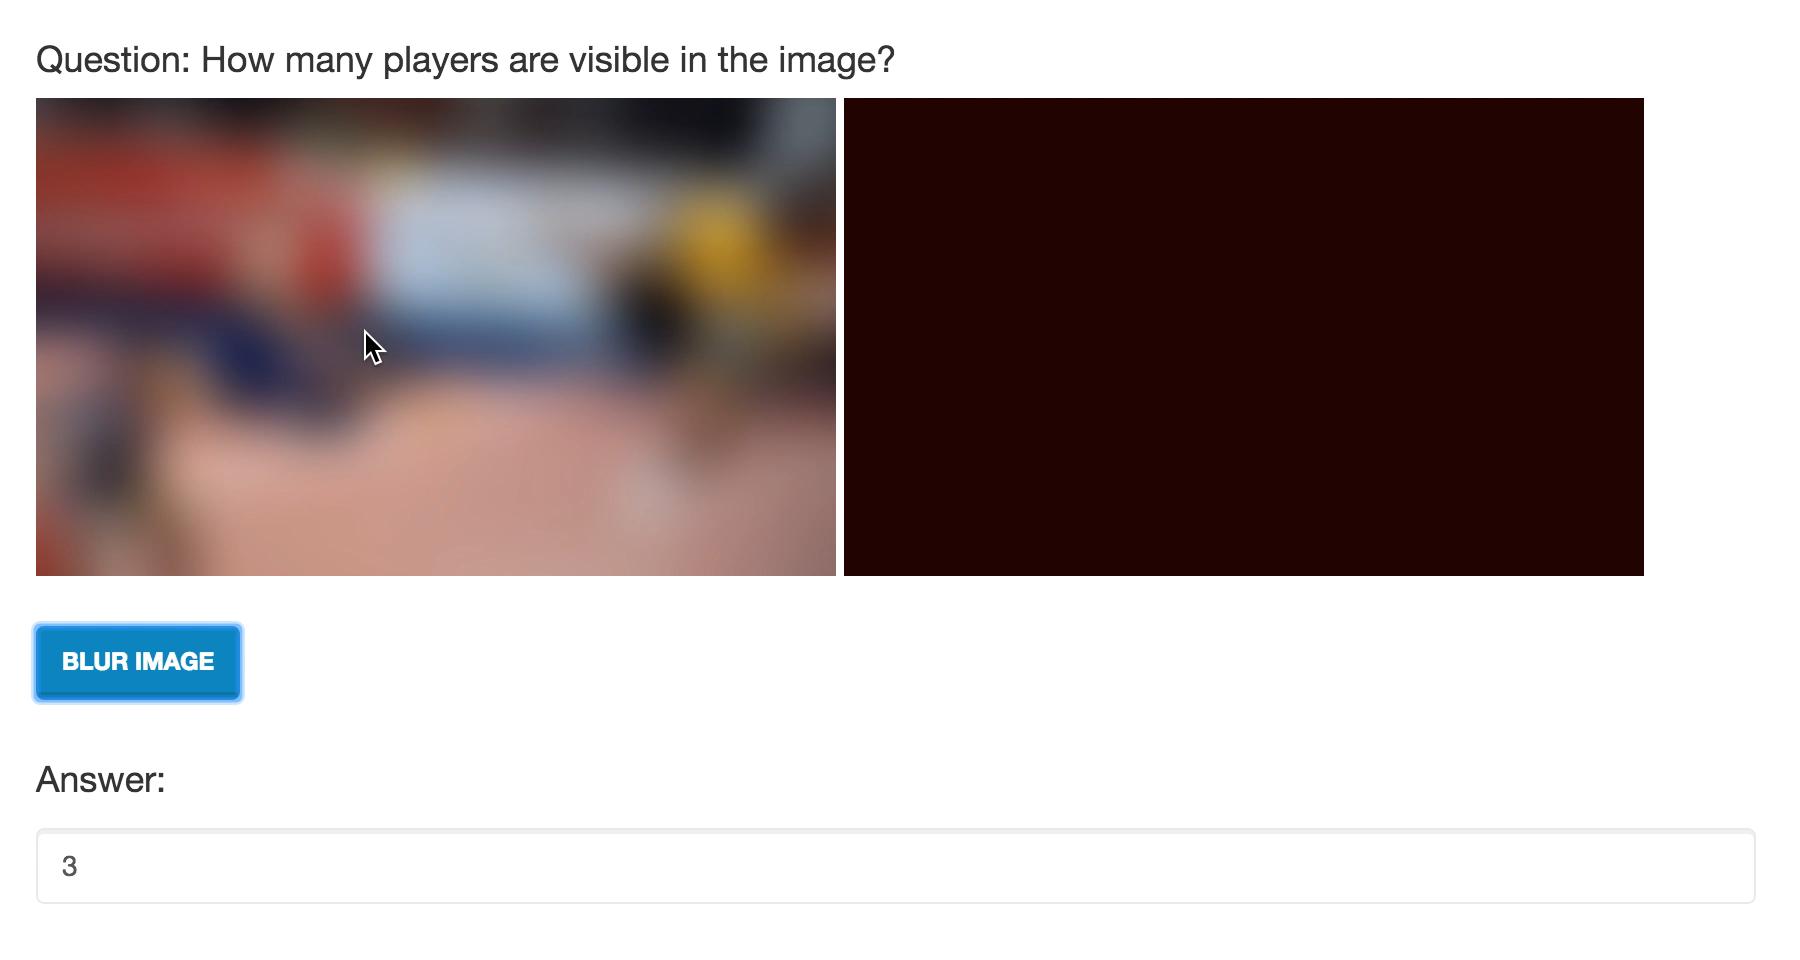 Question: How many players are visible in the image?
BLUR IMAGE
Answer:
3